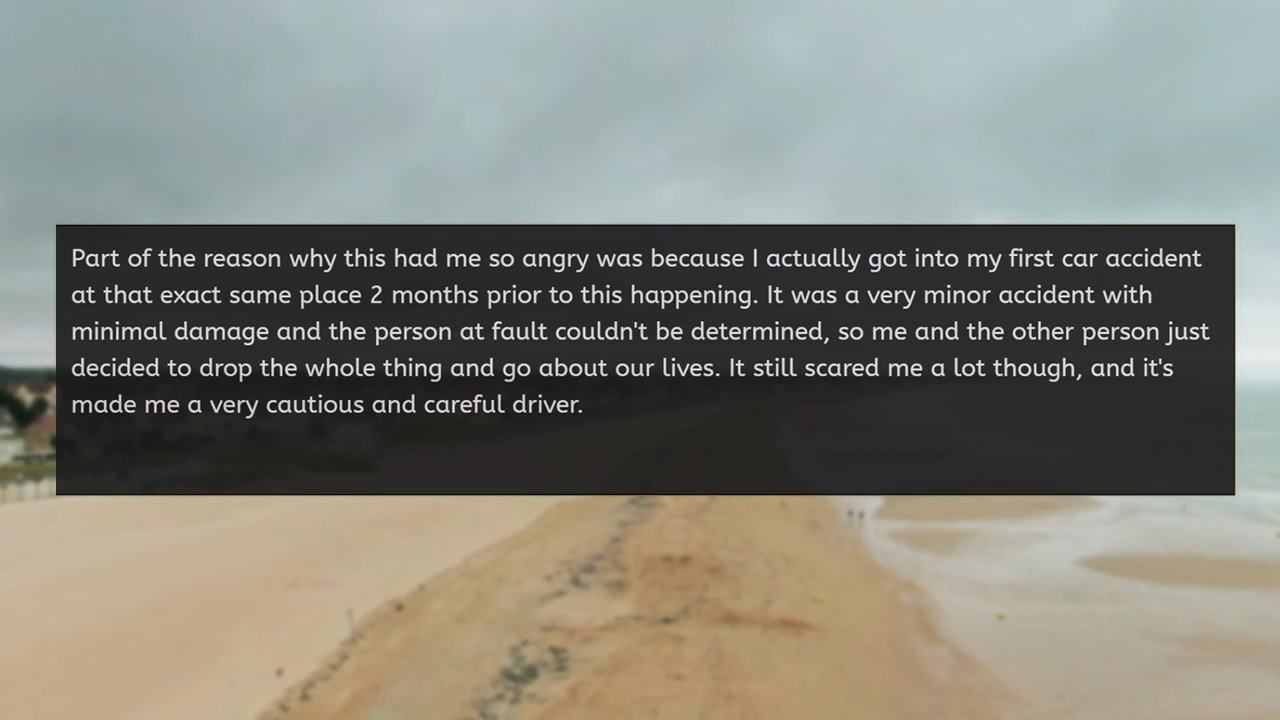 Part of the reason why this had me so angry was because I actually got into my first car accident
at that exact same place 2 months prior to this happening. It was a very minor accident with
minimal damage and the person at fault couldn't be determined, so me and the other person just
decided to drop the whole thing and go about our lives. It still scared me a lot though, and it's
made me a very cautious and careful driver.